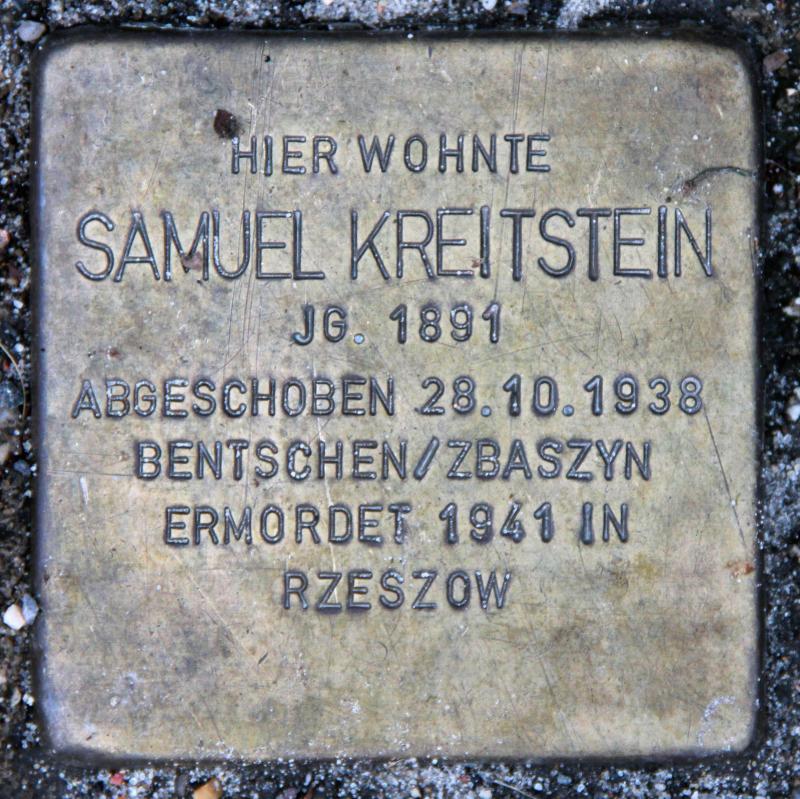 HIER WOHNTE
SAMUEL KREITSTEIN
JG. 1891
ABGESCHOBEN 28.10.1938
BENTSCHEN/ZBASZYN
ERMORDET 1941 IN
RZESZOW